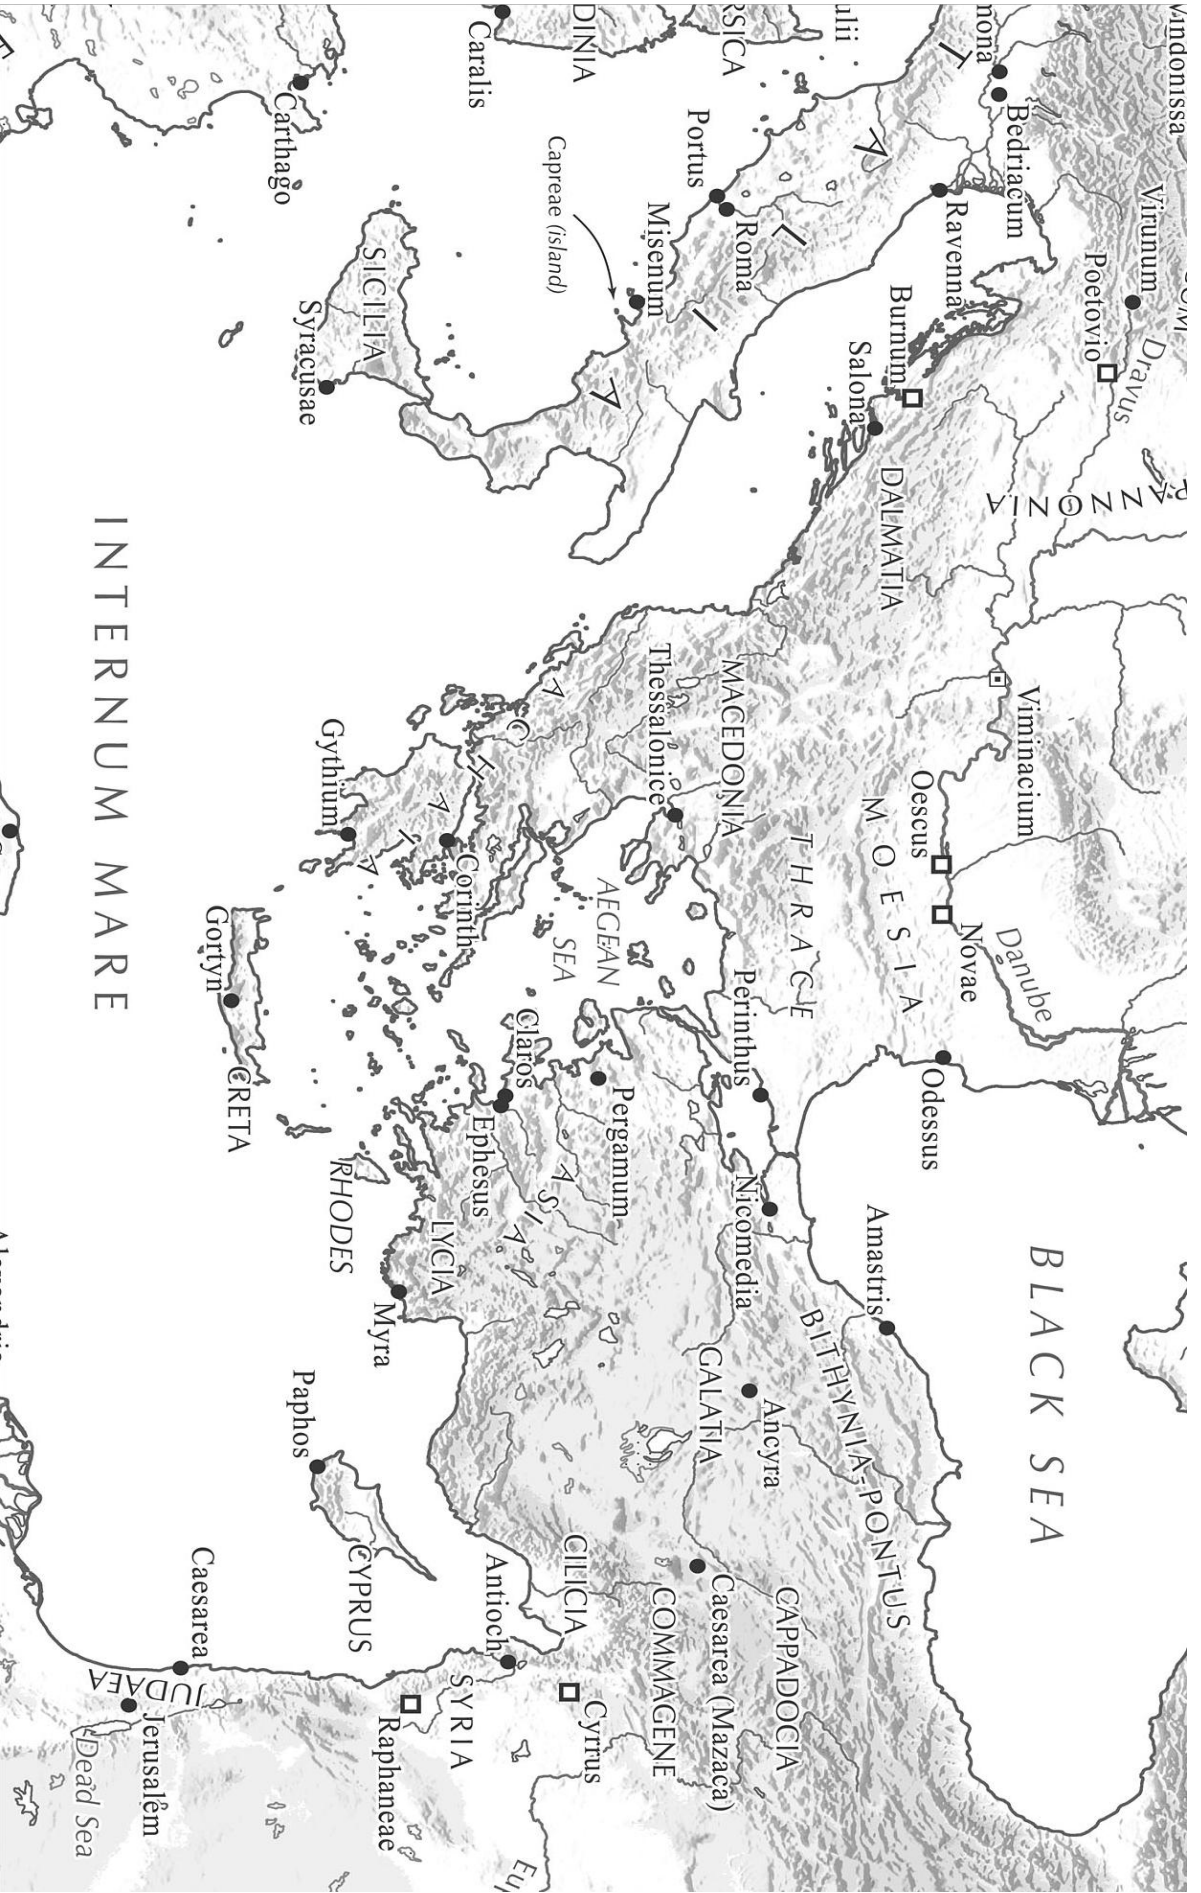 Vindonissa
Virunum
Poetovio
Dravus
PANNONIA
Bedriacum
Ravenna
ITALIA
Burnum
Salona
DALMATIA
Viminacium
Oescus
Novae
Danube
MOESIA
Odessus
BLACK SEA
Portus
Roma
Misenum
Capreae (island)
Caralis
Carthago
SICILIA
Syracusae
MACEDONIA
Thessalonice
THRACE
Perinthus
Nicomedia
Amastris
BITHYNIA-PONTUS
ACHAIA
Corinth
Gythium
AEGEAN
SEA
Claros
Ephesus
Pergamum
ASIA
GALATIA
Ancyra
CAPPADOCIA
Caesarea (Mazaca)
COMMAGENE
CILICIA
LYCIA
Myra
RHODES
CRETA
Gortyn
INTERNUM MARE
Paphos
CYPRUS
Antioch
Cyrrus
SYRIA
Raphaneae
Caesarea
JUDAEA
Jerusalem
Dead Sea